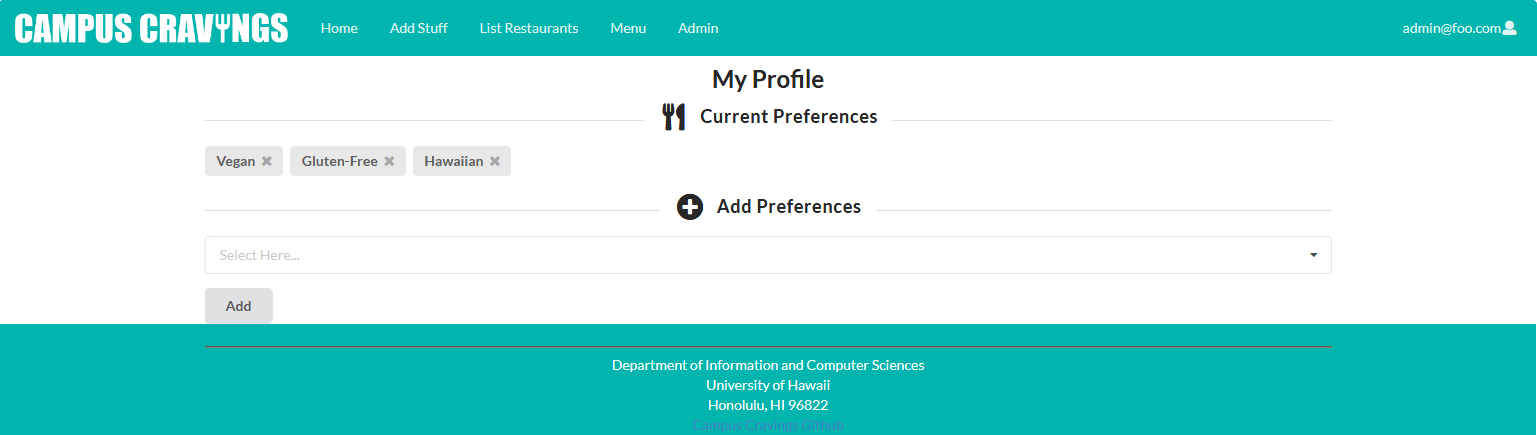 CAMPUS CRAVINGS Home Add Stuff List Restaurants Menu Admin admin@foo.com
My Profile
Current Preferences
Vegan Gluten-Free Hawaiian
Add Preferences
Select Here...
Add
Department of Information and Computer Sciences
University of Hawaii
Honolulu, HI 96822
Campus Cravings Github